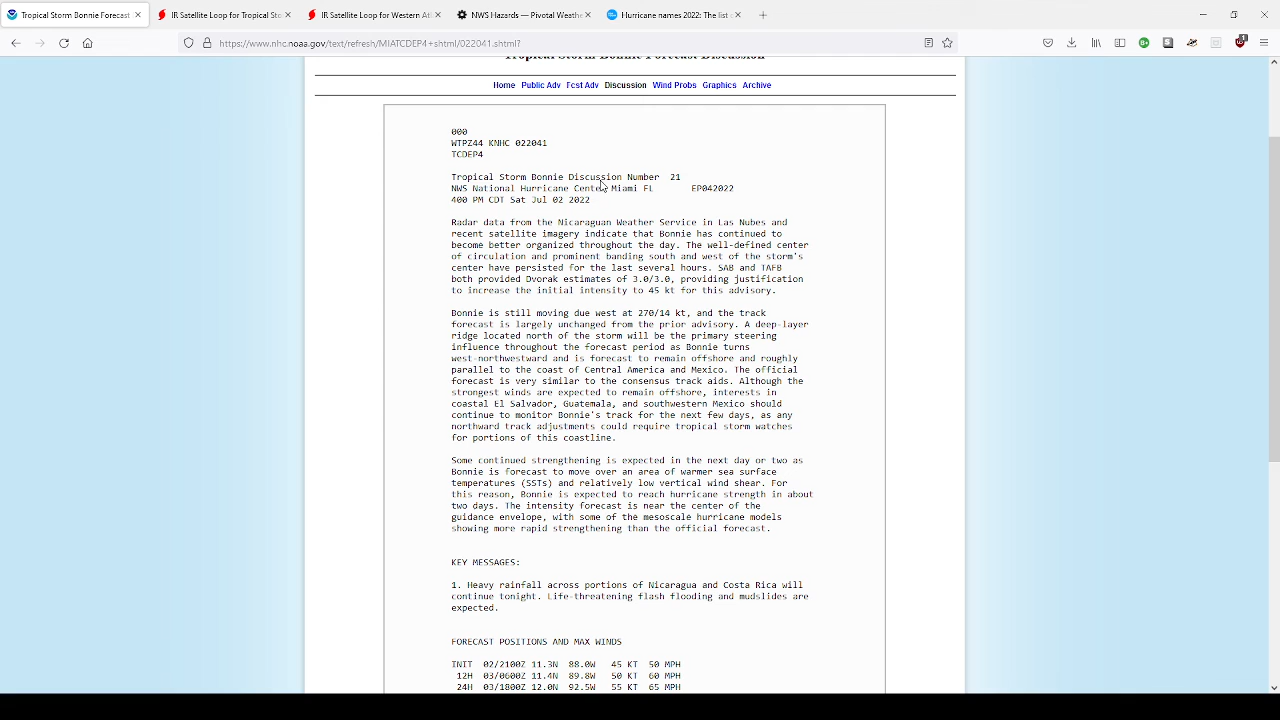 Tropical Storm Bonnie Forecast
IR Satellite Loop for Tropical Sto
IR Satellite Loop for Western Atl
NWS Hazards — Pivotal Weathe
Hurricane names 2022: The list
https://www.nhc.noaa.gov/text/refresh/MIATCDEP4+shtml/022041.shtml
Tropical Storm Bonnie Forecast Discussion
Home Public Adv Fcst Adv Discussion Wind Probs Graphics Archive
000
WTPZ44 KNHC 022041
TCDEP4
Tropical Storm Bonnie Discussion Number 21
NWS National Hurricane Center Miami FL EP042022
400 PM CDT Sat Jul 02 2022
Radar data from the Nicaraguan Weather Service in Las Nubes and
recent satellite imagery indicate that Bonnie has continued to
become better organized throughout the day. The well-defined center
of circulation and prominent banding south and west of the storm's
center have persisted for the last several hours. SAB and TAFB
both provided Dvorak estimates of 3.0/3.0, providing justification
to increase the initial intensity to 45 kt for this advisory.
Bonnie is still moving due west at 270/14 kt, and the track
forecast is largely unchanged from the prior advisory. A deep-layer
ridge located north of the storm will be the primary steering
influence throughout the forecast period as Bonnie turns
west-northwestward and is forecast to remain offshore and roughly
parallel to the coast of Central America and Mexico. The official
forecast is very similar to the consensus track aids. Although the
strongest winds are expected to remain offshore, interests in
coastal El Salvador, Guatemala, and southwestern Mexico should
continue to monitor Bonnie's track for the next few days, as any
northward track adjustments could require tropical storm watches
for portions of this coastline.
Some continued strengthening is expected in the next day or two as
Bonnie is forecast to move over an area of warmer sea surface
temperatures (SSTs) and relatively low vertical wind shear. For
this reason, Bonnie is expected to reach hurricane strength in about
two days. The intensity forecast is near the center of the
guidance envelope, with some of the mesoscale hurricane models
showing more rapid strengthening than the official forecast.
KEY MESSAGES:
1. Heavy rainfall across portions of Nicaragua and Costa Rica will
continue tonight. Life-threatening flash flooding and mudslides are
expected.
FORECAST POSITIONS AND MAX WINDS
INIT 02/2100Z 11.3N 88.0W 45 KT 50 MPH
12H 03/0600Z 11.4N 89.8W 50 KT 60 MPH
24H 03/1800Z 12.0N 92.5W 55 KT 65 MPH